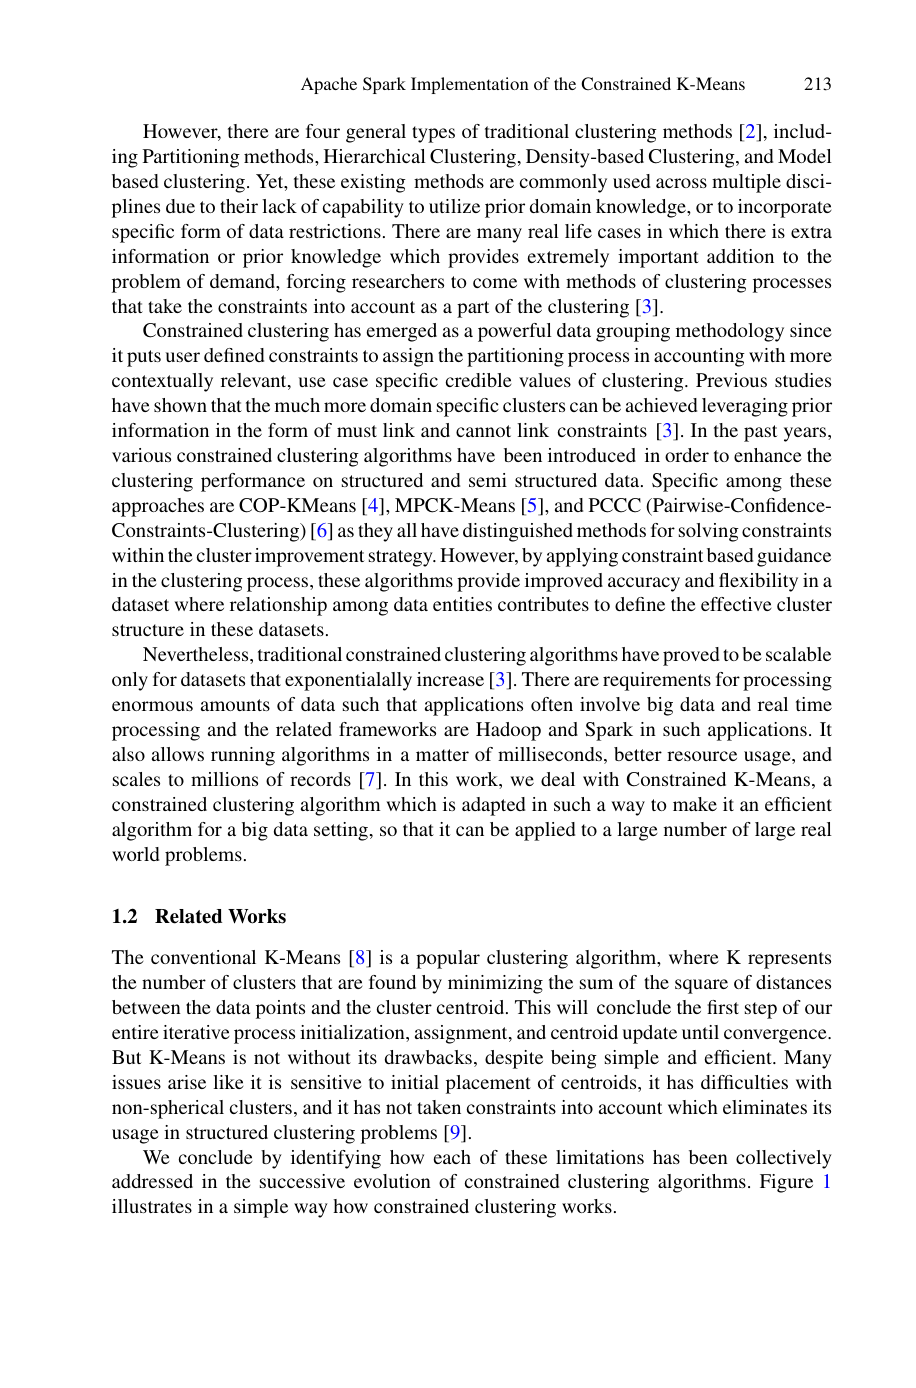 Apache Spark Implementation of the Constrained K-Means 213
However, there are four general types of traditional clustering methods [2], includ-
ing Partitioning methods, Hierarchical Clustering, Density-based Clustering, and Model
based clustering. Yet, these existing methods are commonly used across multiple disci-
plines due to their lack of capability to utilize prior domain knowledge, or to incorporate
specific form of data restrictions. There are many real life cases in which there is extra
information or prior knowledge which provides extremely important addition to the
problem of demand, forcing researchers to come with methods of clustering processes
that take the constraints into account as a part of the clustering [3].
Constrained clustering has emerged as a powerful data grouping methodology since
it puts user defined constraints to assign the partitioning process in accounting with more
contextually relevant, use case specific credible values of clustering. Previous studies
have shown that the much more domain specific clusters can be achieved leveraging prior
information in the form of must link and cannot link constraints [3]. In the past years,
various constrained clustering algorithms have been introduced in order to enhance the
clustering performance on structured and semi structured data. Specific among these
approaches are COP-KMeans [4], MPCK-Means [5], and PCCC (Pairwise-Confidence-
Constraints-Clustering) [6] as they all have distinguished methods for solving constraints
within the cluster improvement strategy. However, by applying constraint based guidance
in the clustering process, these algorithms provide improved accuracy and flexibility in a
dataset where relationship among data entities contributes to define the effective cluster
structure in these datasets.
Nevertheless, traditional constrained clustering algorithms have proved to be scalable
only for datasets that exponentialally increase [3]. There are requirements for processing
enormous amounts of data such that applications often involve big data and real time
processing and the related frameworks are Hadoop and Spark in such applications. It
also allows running algorithms in a matter of milliseconds, better resource usage, and
scales to millions of records [7]. In this work, we deal with Constrained K-Means, a
constrained clustering algorithm which is adapted in such a way to make it an efficient
algorithm for a big data setting, so that it can be applied to a large number of large real
world problems.
1.2 Related Works
The conventional K-Means [8] is a popular clustering algorithm, where K represents
the number of clusters that are found by minimizing the sum of the square of distances
between the data points and the cluster centroid. This will conclude the first step of our
entire iterative process initialization, assignment, and centroid update until convergence.
But K-Means is not without its drawbacks, despite being simple and efficient. Many
issues arise like it is sensitive to initial placement of centroids, it has difficulties with
non-spherical clusters, and it has not taken constraints into account which eliminates its
usage in structured clustering problems [9].
We conclude by identifying how each of these limitations has been collectively
addressed in the successive evolution of constrained clustering algorithms. Figure 1
illustrates in a simple way how constrained clustering works.